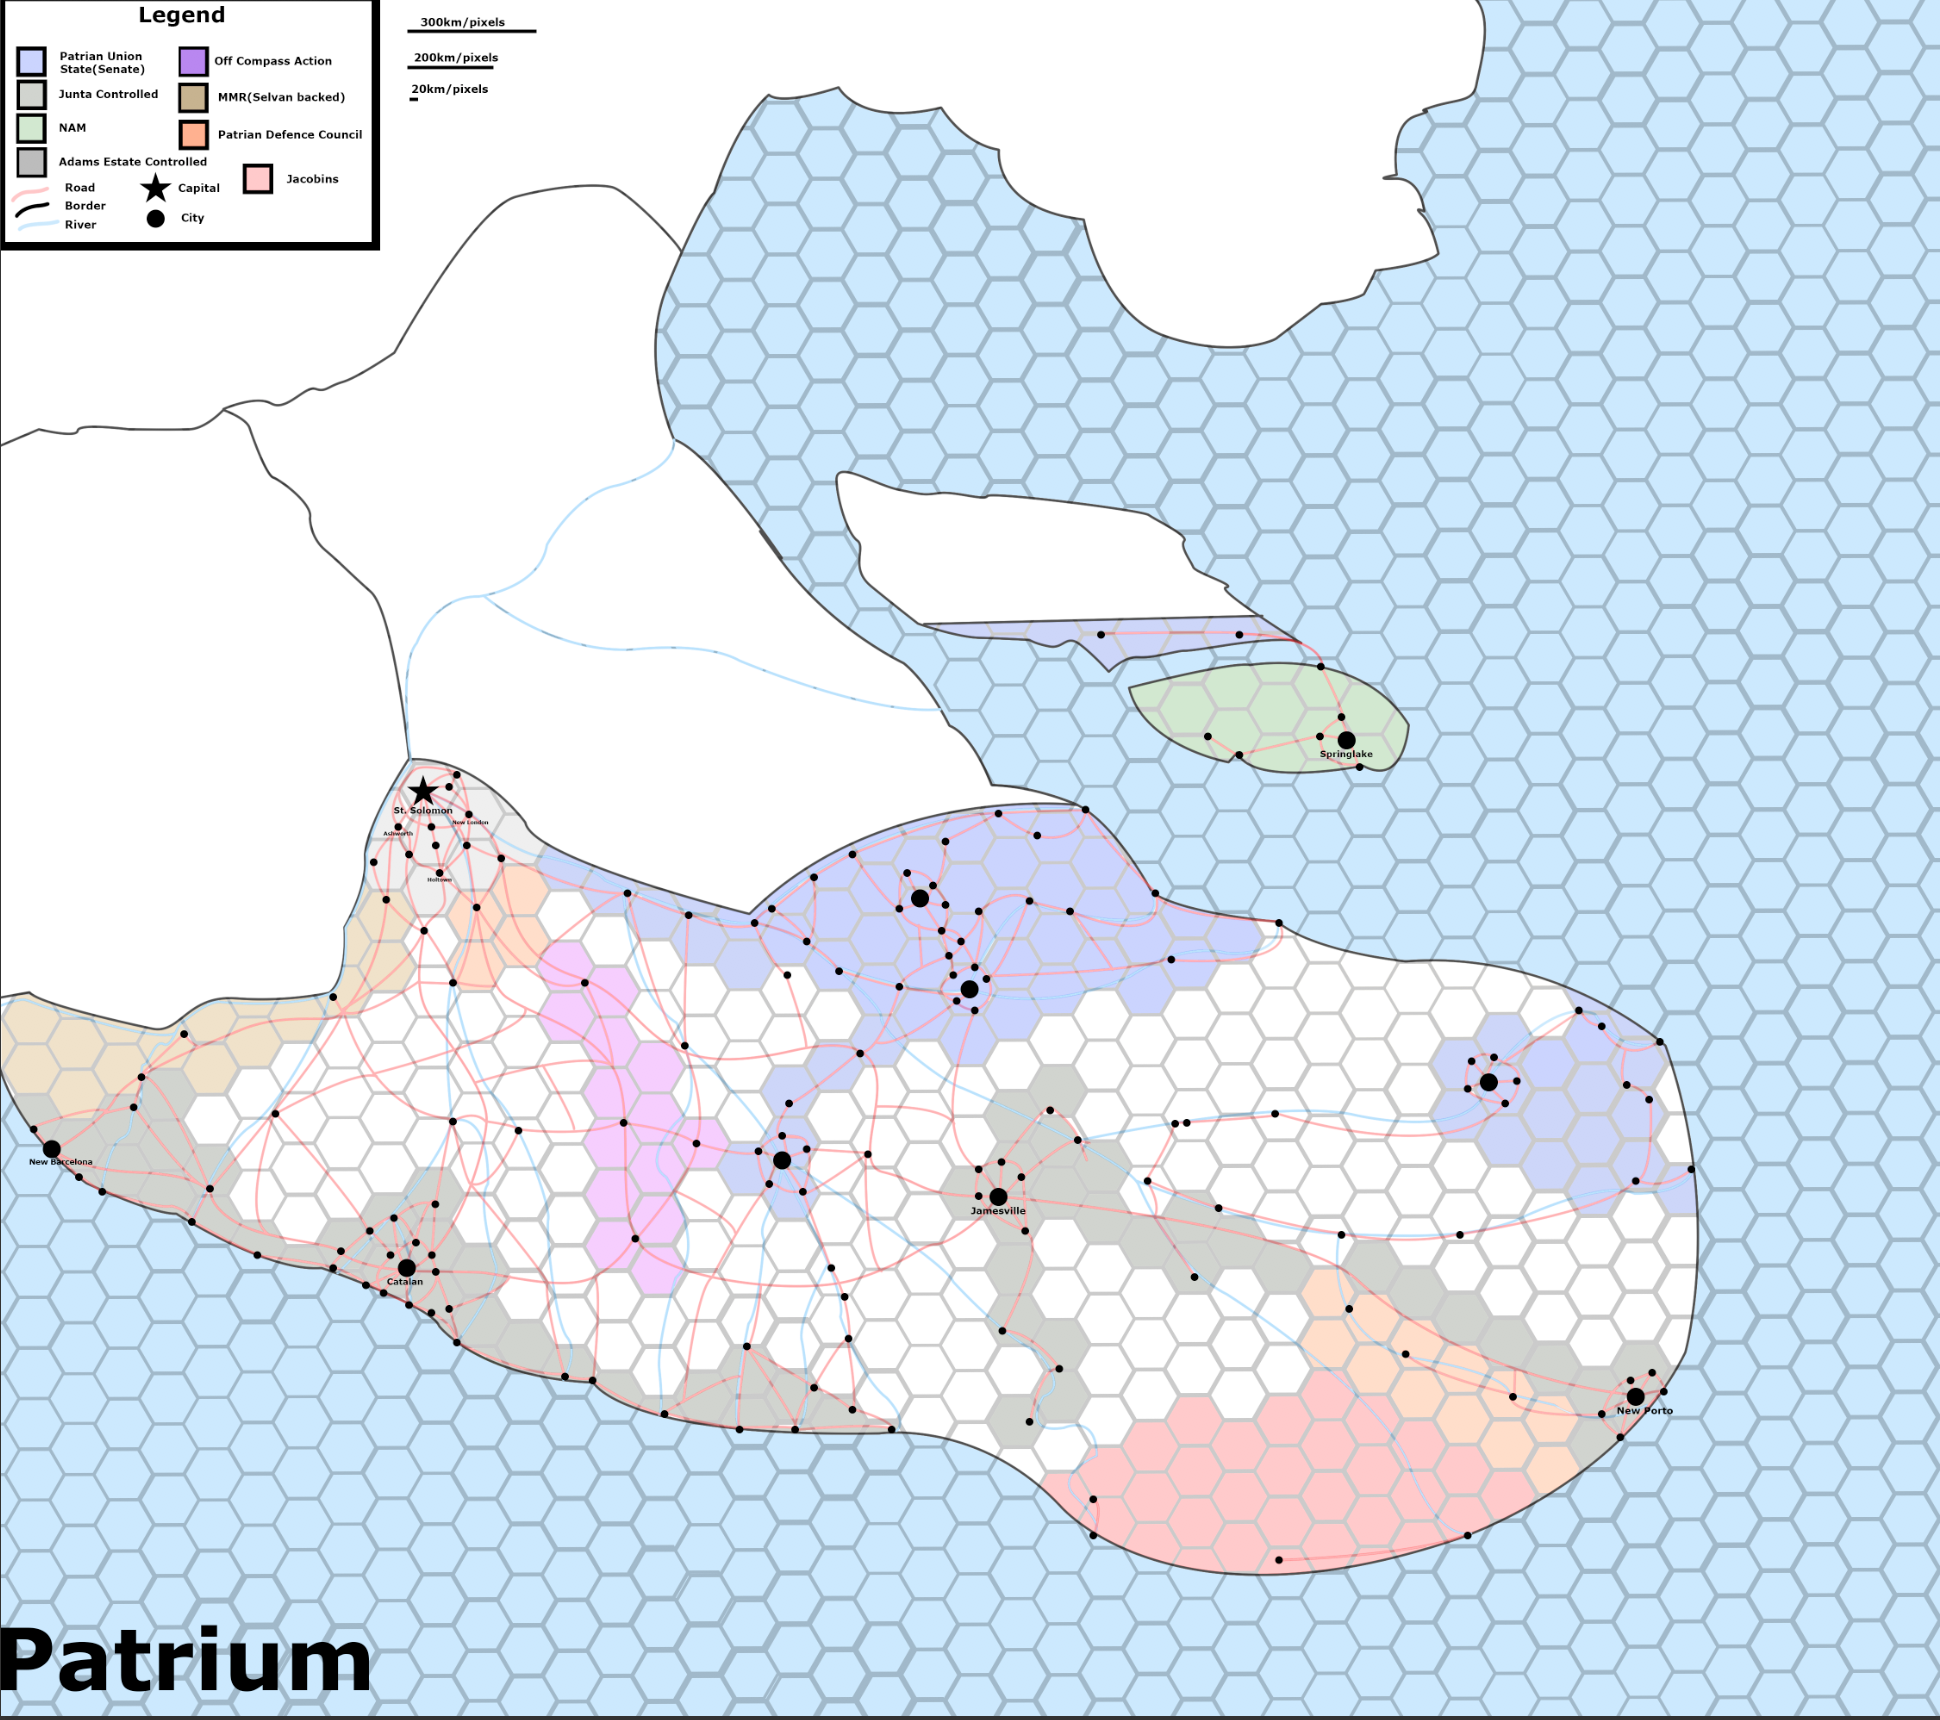 Legend
Patrian Union
State(Senate)
Off Compass Action
Junta Controlled
MMR(Selvan backed)
NAM
Patrian Defence Council
Adams Estate Controlled
Jacobins
Road
Capital
Border
City
River
300km/pixels
200km/pixels
20km/pixels
Springlake
St. Solomon
New London
Ashworth
Holtown
New Barcelona
Jamesville
Catalan
New Porto
Patrium